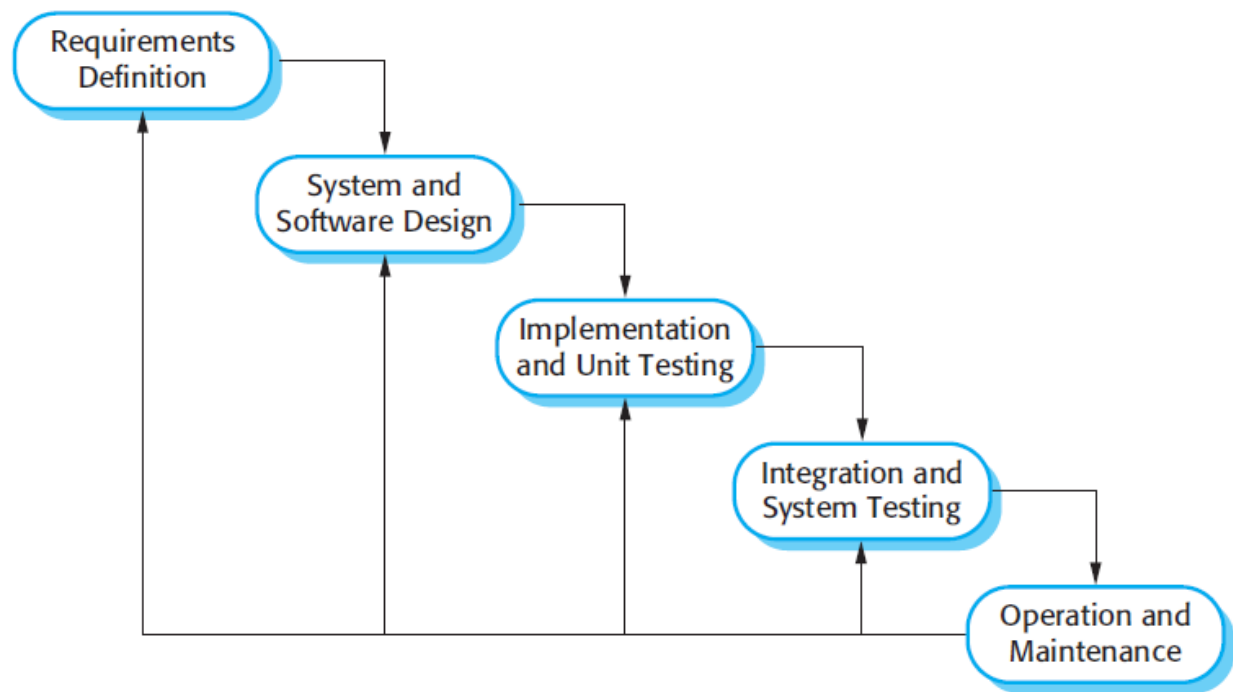 Requirements
Definition
System and
Software Design
Implementation
and Unit Testing
Integration and
System Testing
Operation and
Maintenance